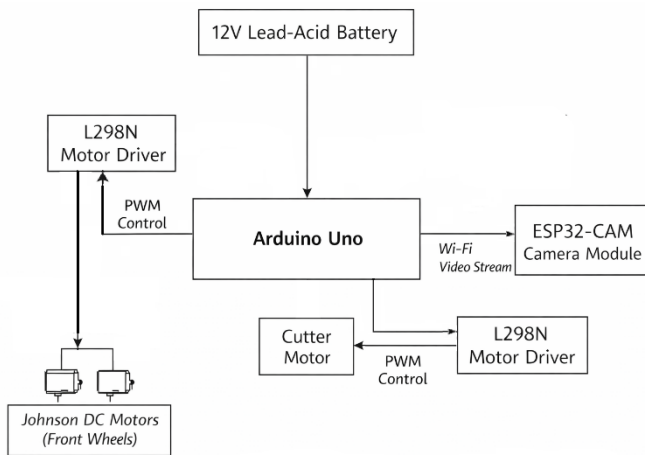 12V Lead-Acid Battery
L298N
Motor Driver
PWM
Control
Arduino Uno
Wi-Fi
Video Stream
ESP32-CAM
Camera Module
Cutter
Motor
PWM
Control
L298N
Motor Driver
Johnson DC Motors
(Front Wheels)